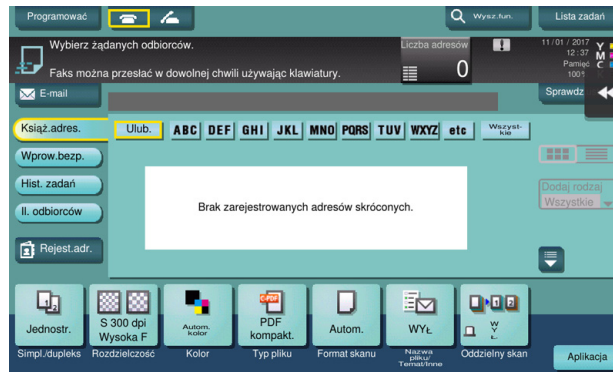 Programować
Wysz.fun.
Lista zadań
Wybierz żądanych odbiorców.
Liczba adresów
0
Faks można przesłać w dowolnej chwili używając klawiatury.
11/01/2017
12:37
Pamięć
100%
Y
M
C
E-mail
Sprawdz
Książ.adres.
Ulub.
ABC
DEF
GHI
JKL
MNO
PQRS
TUV
WXYZ
etc
Wszyst-
kie
Wprow.bezp.
Hist. zadań
Il. odbiorców
Rejest.adr.
Brak zarejestrowanych adresów skróconych.
Dodaj rodzaj
Wszystkie
Jednostr.
S 300 dpi
Wysoka F
Autom.
kolor
PDF
kompakt.
Autom.
WYŁ
WYŁ.
Simpl./dupleks
Rozdzielczość
Kolor
Typ pliku
Format skanu
Nazwa
pliku/
Temat/Inne
Oddzielny skan
Aplikacja